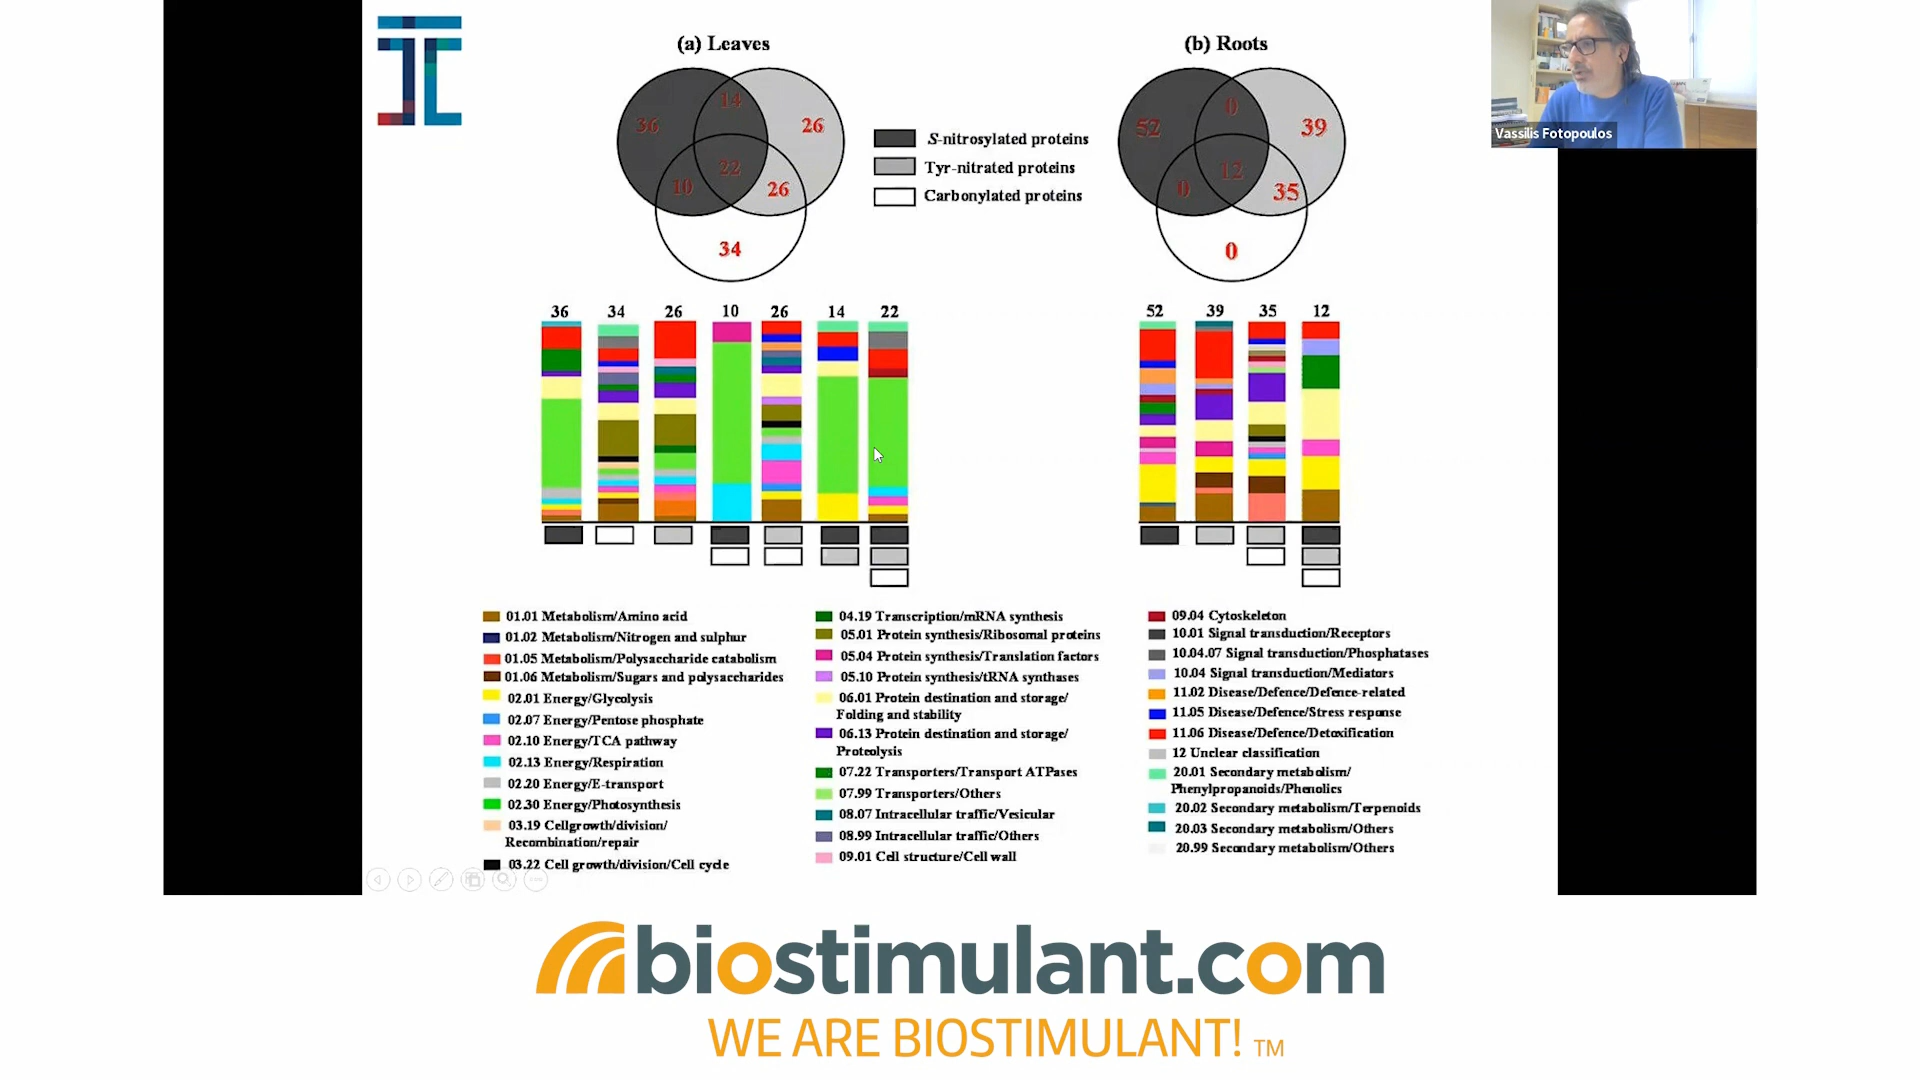 (a) Leaves
(b) Roots
Vassilis Fotopoulos
14
36
26
22
10
26
34
S-nitrosylated proteins
Tyr-nitrated proteins
Carbonylated proteins
0
52
39
12
0
35
0
36 34 26 10 26 14 22
52 39 35 12
01.01 Metabolism/Amino acid
01.02 Metabolism/Nitrogen and sulphur
01.05 Metabolism/Polysaccharide catabolism
01.06 Metabolism/Sugars and polysaccharides
02.01 Energy/Glycolysis
02.07 Energy/Pentose phosphate
02.10 Energy/TCA pathway
02.13 Energy/Respiration
02.20 Energy/E-transport
02.30 Energy/Photosynthesis
03.19 Cellgrowth/division/
Recombination/repair
03.22 Cell growth/division/Cell cycle
04.19 Transcription/mRNA synthesis
05.01 Protein synthesis/Ribosomal proteins
05.04 Protein synthesis/Translation factors
05.10 Protein synthesis/tRNA synthases
06.01 Protein destination and storage/
Folding and stability
06.13 Protein destination and storage/
Proteolysis
07.22 Transporters/Transport ATPases
07.99 Transporters/Others
08.07 Intracellular traffic/Vesicular
08.99 Intracellular traffic/Others
09.01 Cell structure/Cell wall
09.04 Cytoskeleton
10.01 Signal transduction/Receptors
10.04.07 Signal transduction/Phosphatases
10.04 Signal transduction/Mediators
11.02 Disease/Defence/Defence-related
11.05 Disease/Defence/Stress response
11.06 Disease/Defence/Detoxification
12 Unclear classification
20.01 Secondary metabolism/
Phenylpropanoids/Phenolics
20.02 Secondary metabolism/Terpenoids
20.03 Secondary metabolism/Others
20.99 Secondary metabolism/Others
biostimulant.com
WE ARE BIOSTIMULANT! TM